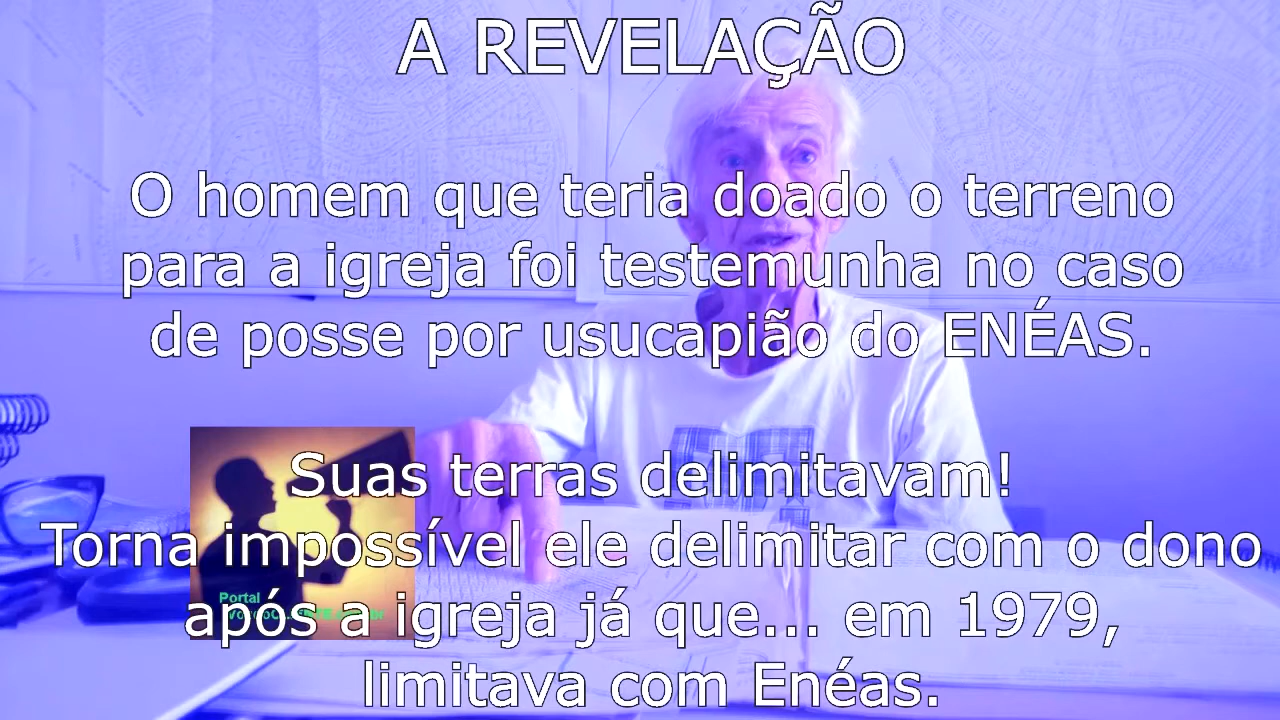 A REVELAÇÃO
O homem que teria doado o terreno
para a igreja foi testemunha no caso
de posse por usucapião do ENÉAS.
Suas terras delimitavam!
Torna impossível ele delimitar com o dono
Portal
após a igreja já que... em 1979,
limitava com Enéas.